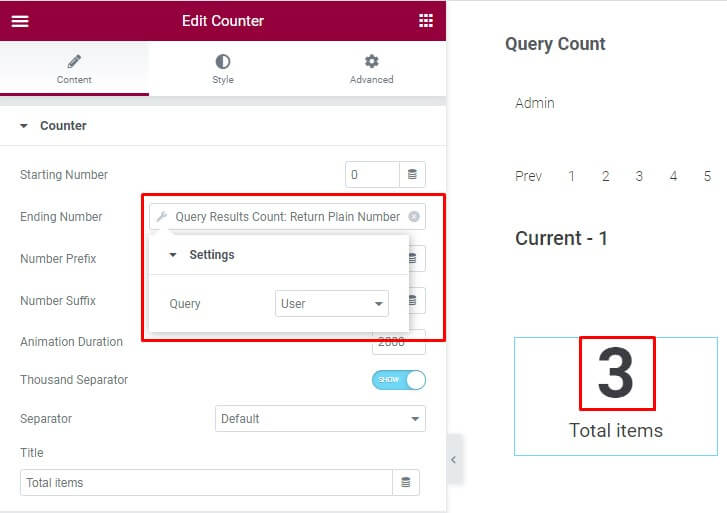 Edit Counter
Content
Style
Advanced
Counter
Starting Number
0
Ending Number
Query Results Count: Return Plain Number
Settings
Number Prefix
Query
User
Number Suffix
Animation Duration
2000
Thousand Separator
SHOW
Separator
Default
Title
Total items
Query Count
Admin
Prev 1 2 3 4 5
Current - 1
3
Total items